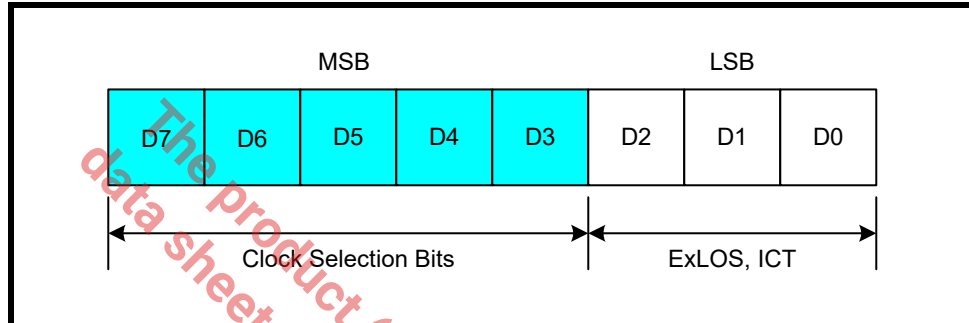 MSB LSB
D7 D6 D5 D4 D3 D2 D1 D0
Clock Selection Bits ExLOS, ICT
The product
data sheet